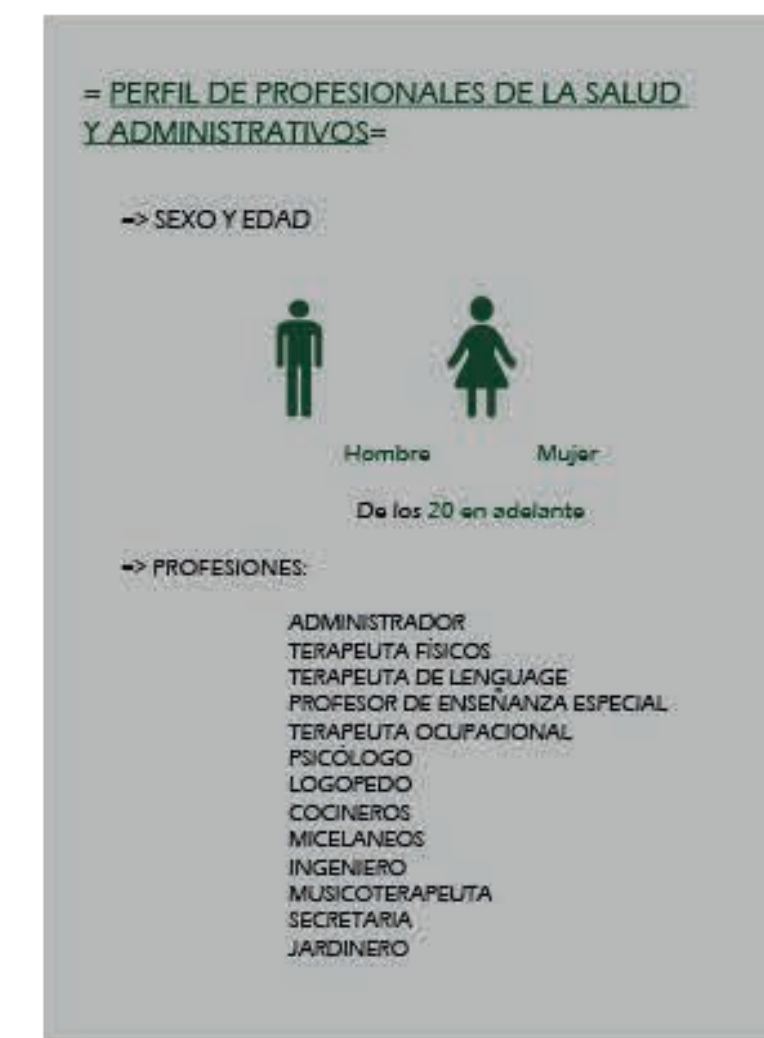 = PERFIL DE PROFESIONALES DE LA SALUD
Y ADMINISTRATIVOS=
=> SEXO Y EDAD
Hombre Mujer
De los 20 en adelante
=> PROFESIONES:
ADMINISTRADOR
TERAPEUTA FÍSICOS
TERAPEUTA DE LENGUAGE
PROFESOR DE ENSEÑANZA ESPECIAL
TERAPEUTA OCUPACIONAL
PSICÓLOGO
LOGOPEDO
COCINEROS
MICELANEOS
INGENIERO
MUSICOTERAPEUTA
SECRETARIA
JARDINERO